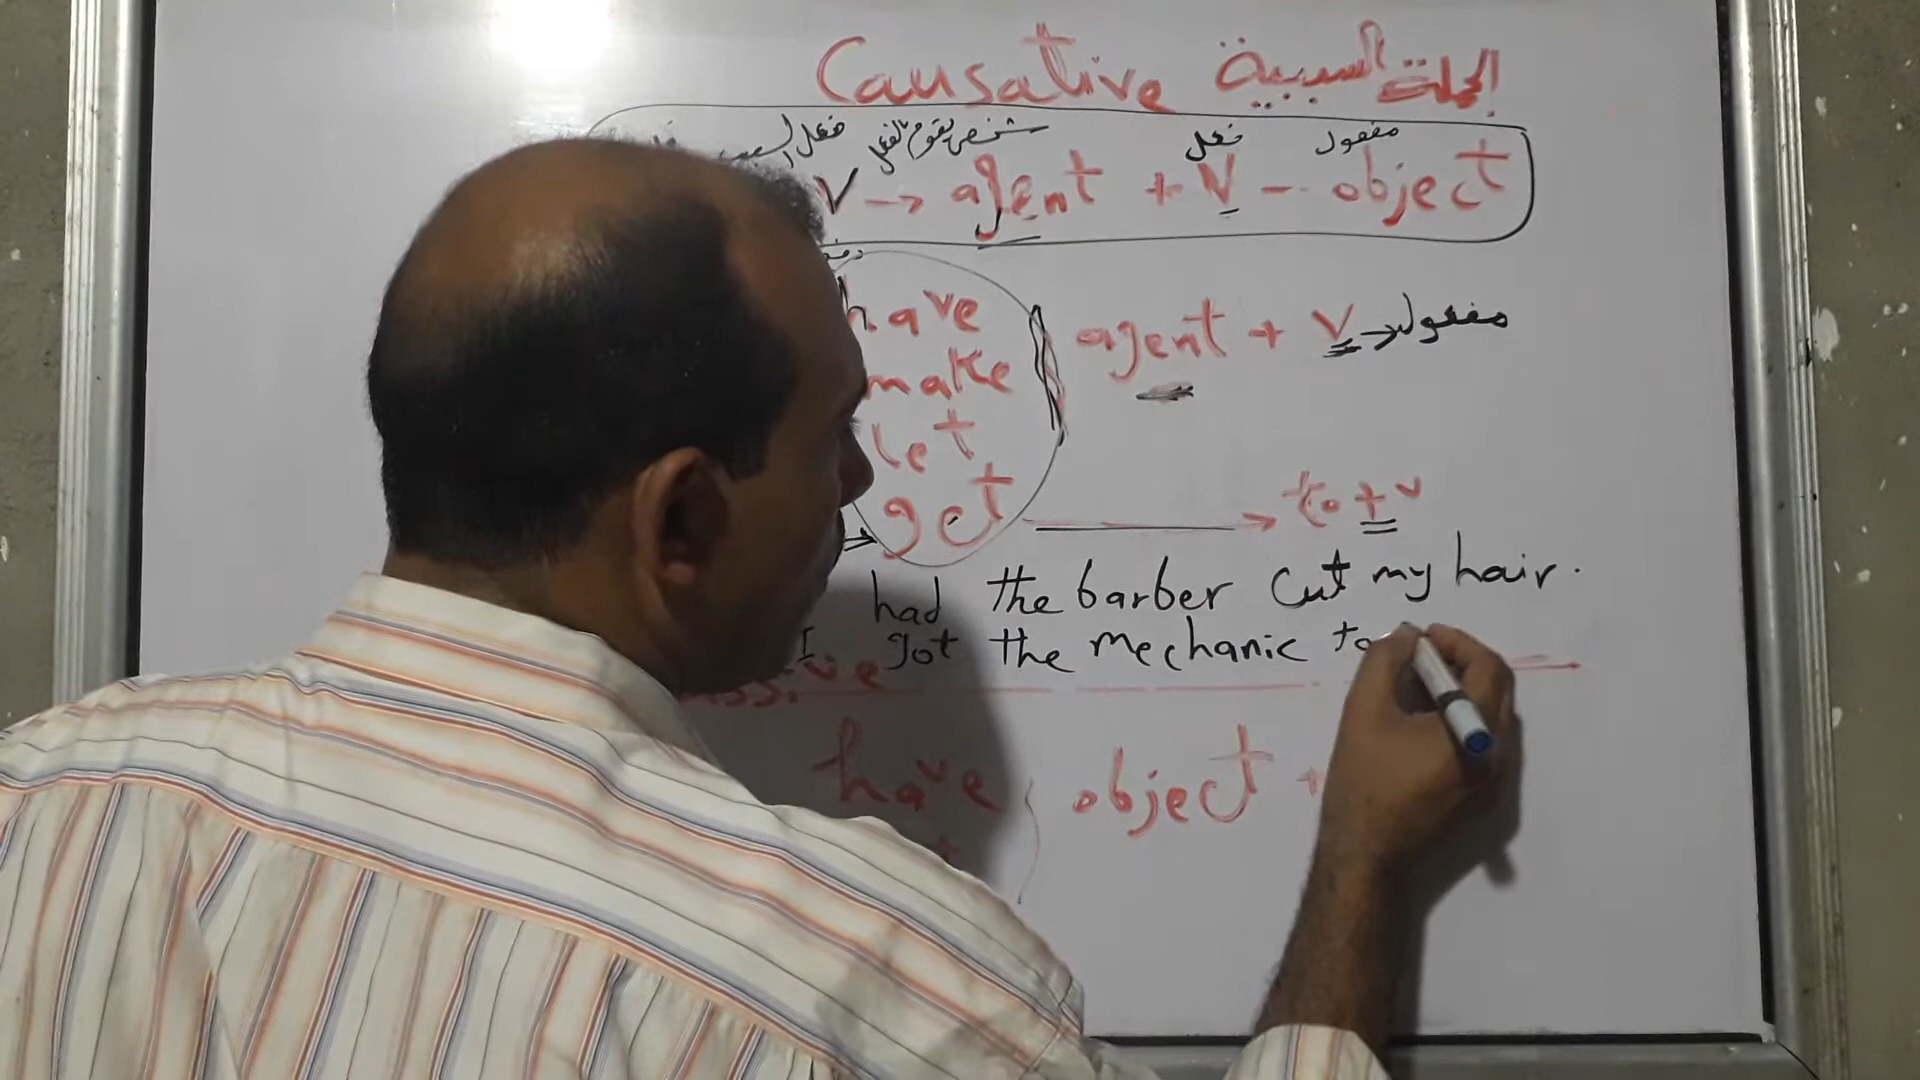 Causative الجملة السببية
فعل شخص يقوم بالفعل فعل مفعول
V → agent + V - object
have
make
let
get
agent + V → مفعول
to + v
had the barber cut my hair.
I got the mechanic to
have
object +